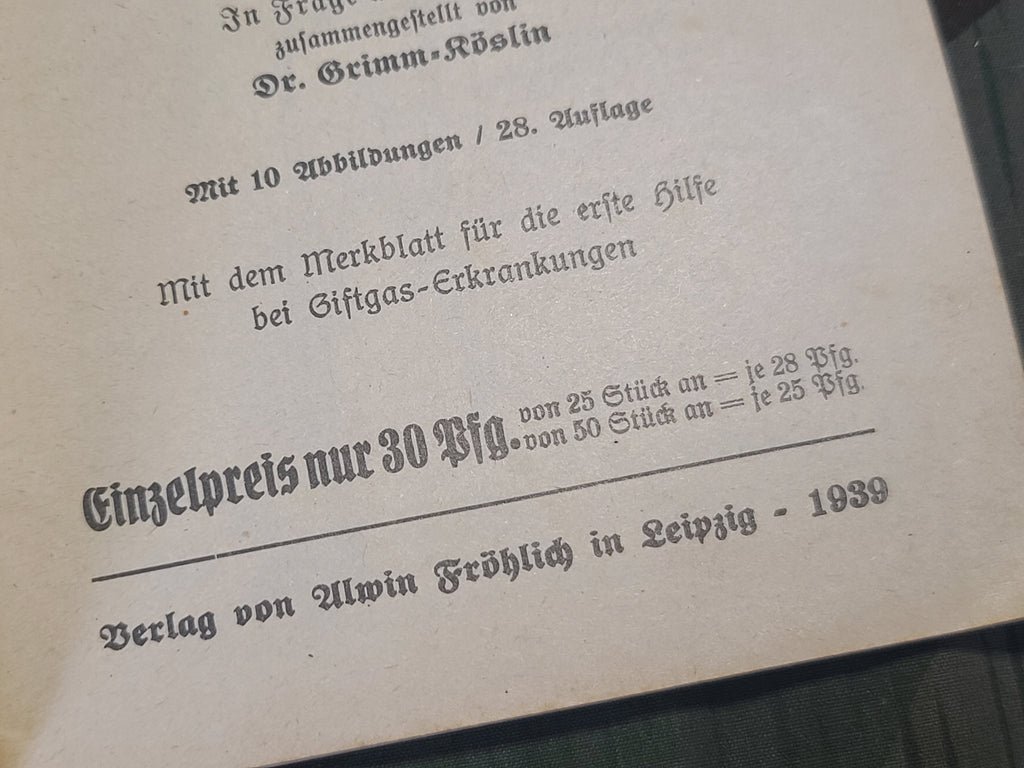 In Frage
zusammengestellt von
Dr. Grimm-Köslin
Mit 10 Abbildungen / 28. Auflage
Mit dem Merkblatt für die erste Hilfe
bei Giftgas-Erkrankungen
Einzelpreis nur 30 Pfg. von 25 Stück an = je 28 Pfg.
von 50 Stück an = je 25 Pfg.
Verlag von Alwin Fröhlich in Leipzig - 1939